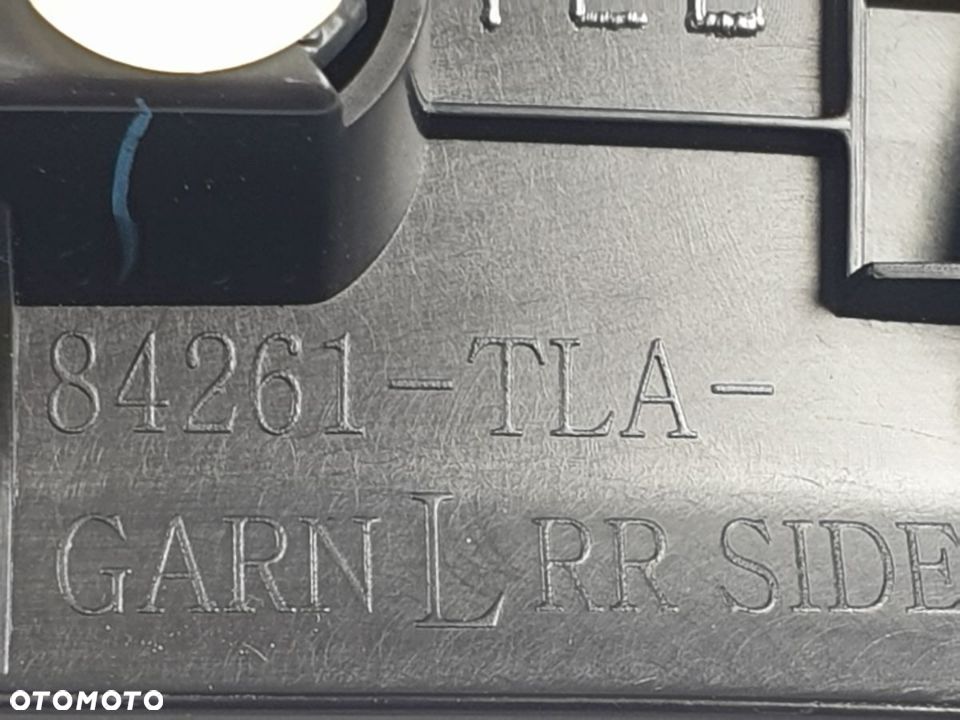 84261-TLA-
GARN L RR SIDE
OTOMOTO